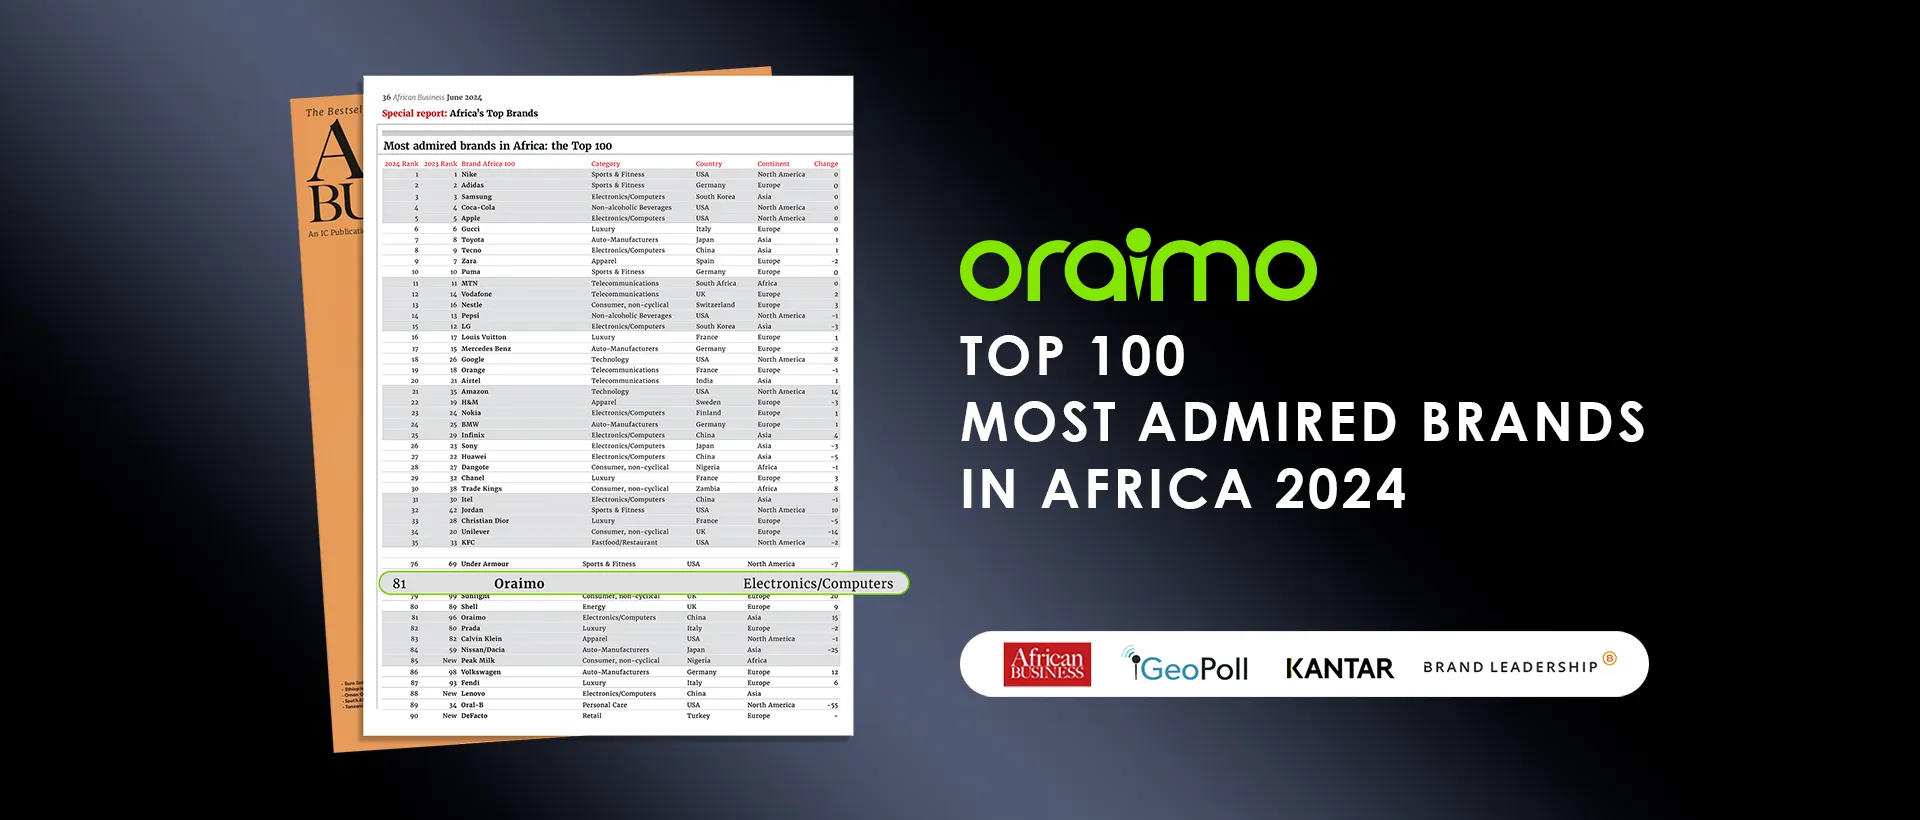 The Bestsel
A
BU
An IC Publicati
36 African Business June 2024
Special report: Africa's Top Brands
Most admired brands in Africa: the Top 100
2024 Rank 2023 Rank Brand Africa 100 Category Country Continent Change
1 1 Nike Sports & Fitness USA North America 0
2 2 Adidas Sports & Fitness Germany Europe 0
3 3 Samsung Electronics/Computers South Korea Asia 0
4 4 Coca-Cola Non-alcoholic Beverages USA North America 0
5 5 Apple Electronics/Computers USA North America 0
6 6 Gucci Luxury Italy Europe 0
7 8 Toyota Auto-Manufacturers Japan Asia 1
8 9 Tecno Electronics/Computers China Asia 1
9 7 Zara Apparel Spain Europe -2
10 10 Puma Sports & Fitness Germany Europe 0
11 11 MTN Telecommunications South Africa Africa 0
12 14 Vodafone Telecommunications UK Europe 2
13 16 Nestle Consumer, non-cyclical Switzerland Europe 3
14 13 Pepsi Non-alcoholic Beverages USA North America -1
15 12 LG Electronics/Computers South Korea Asia -3
16 17 Louis Vuitton Luxury France Europe 1
17 15 Mercedes Benz Auto-Manufacturers Germany Europe -2
18 26 Google Technology USA North America 8
19 18 Orange Telecommunications France Europe -1
20 21 Airtel Telecommunications India Asia 1
21 35 Amazon Technology USA North America 14
22 19 H&M Apparel Sweden Europe -3
23 24 Nokia Electronics/Computers Finland Europe 1
24 25 BMW Auto-Manufacturers Germany Europe 1
25 29 Infinix Electronics/Computers China Asia 4
26 23 Sony Electronics/Computers Japan Asia -3
27 22 Huawei Electronics/Computers China Asia -5
28 27 Dangote Consumer, non-cyclical Nigeria Africa -1
29 32 Chanel Luxury France Europe 3
30 38 Trade Kings Consumer, non-cyclical Zambia Africa 8
31 30 Itel Electronics/Computers China Asia -1
32 42 Jordan Sports & Fitness USA North America 10
33 28 Christian Dior Luxury France Europe -5
34 20 Unilever Consumer, non-cyclical UK Europe -14
35 33 KFC Fastfood/Restaurant USA North America -2
76 69 Under Armour Sports & Fitness USA North America -7
81 Oraimo Electronics/Computers
79 99 Sunlight Consumer, non-cyclical UK Europe 20
80 89 Shell Energy UK Europe 9
81 96 Oraimo Electronics/Computers China Asia 15
82 80 Prada Luxury Italy Europe -2
83 82 Calvin Klein Apparel USA North America -1
84 59 Nissan/Dacia Auto-Manufacturers Japan Asia -25
85 New Peak Milk Consumer, non-cyclical Nigeria Africa
86 98 Volkswagen Auto-Manufacturers Germany Europe 12
87 93 Fendi Luxury Italy Europe 6
88 New Lenovo Electronics/Computers China Asia
89 34 Oral-B Personal Care USA North America -55
90 New DeFacto Retail Turkey Europe -
oraimo
TOP 100
MOST ADMIRED BRANDS
IN AFRICA 2024
African BUSINESS GeoPoll KANTAR BRAND LEADERSHIP B